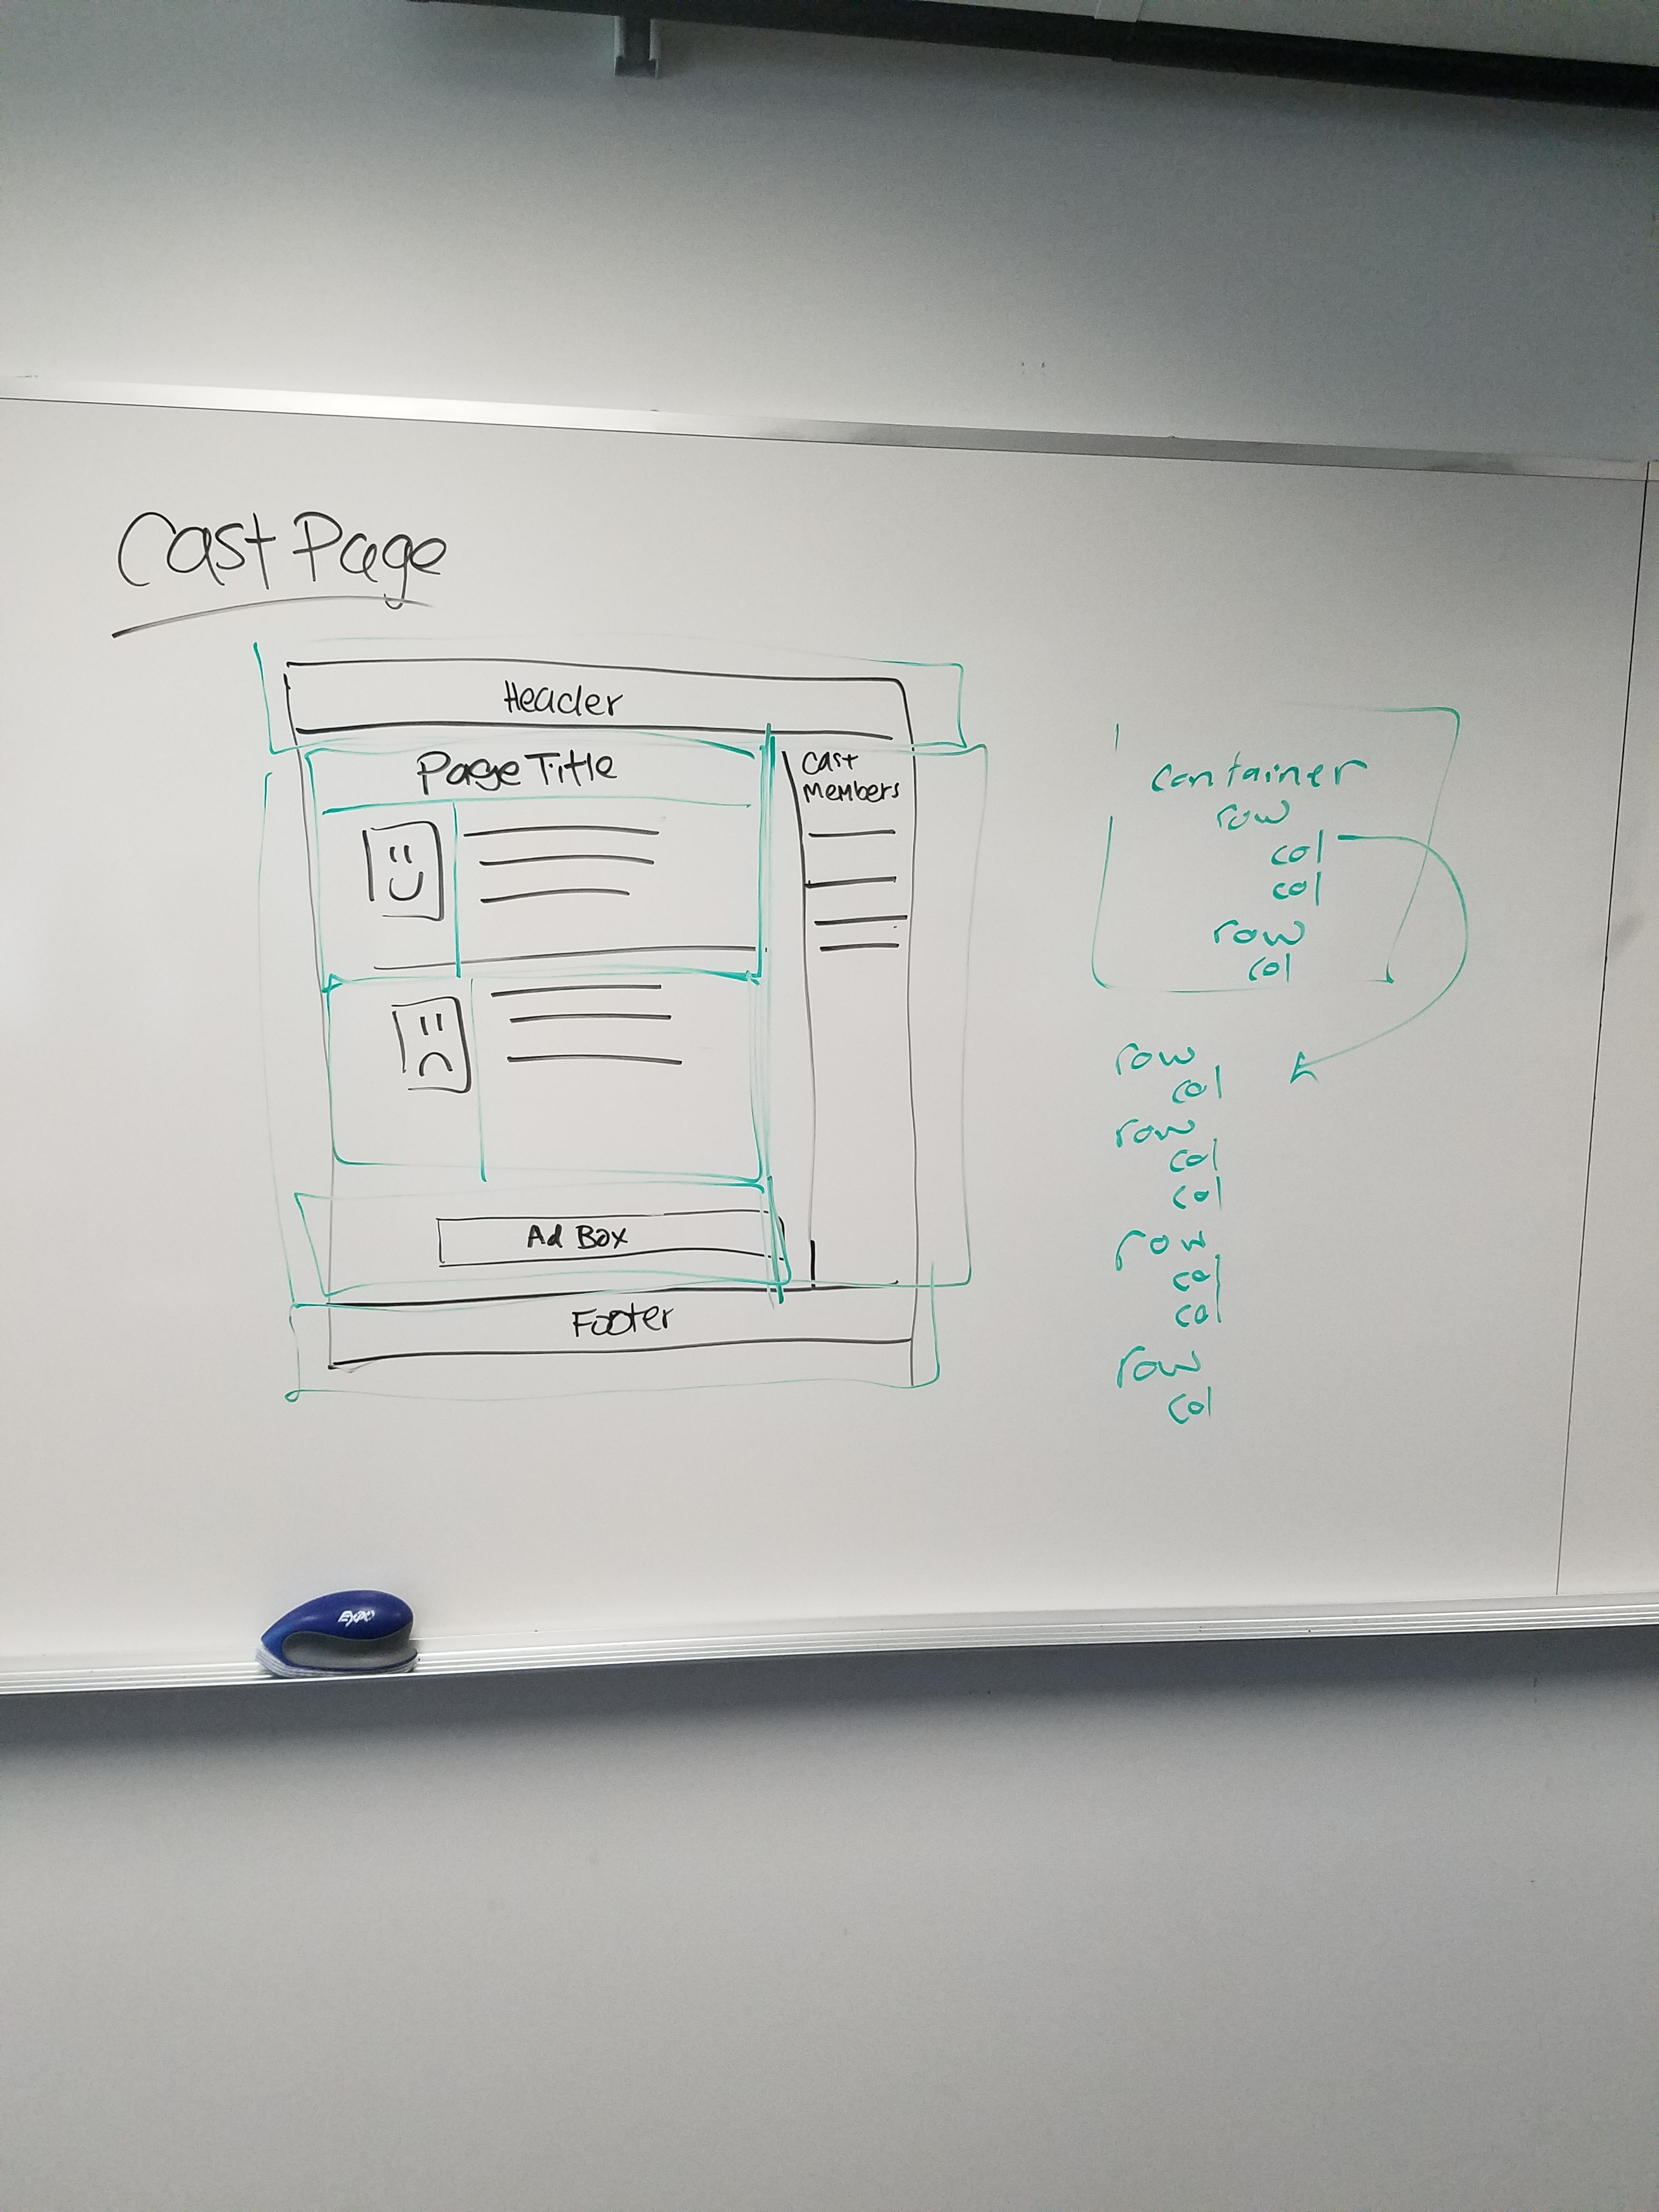 Cast Page
Header
Page Title
Cast
Members
Ad Box
Footer
container
row
col
col
row
col
row
col
row
col
col
row
col
col
row
col
EXPO